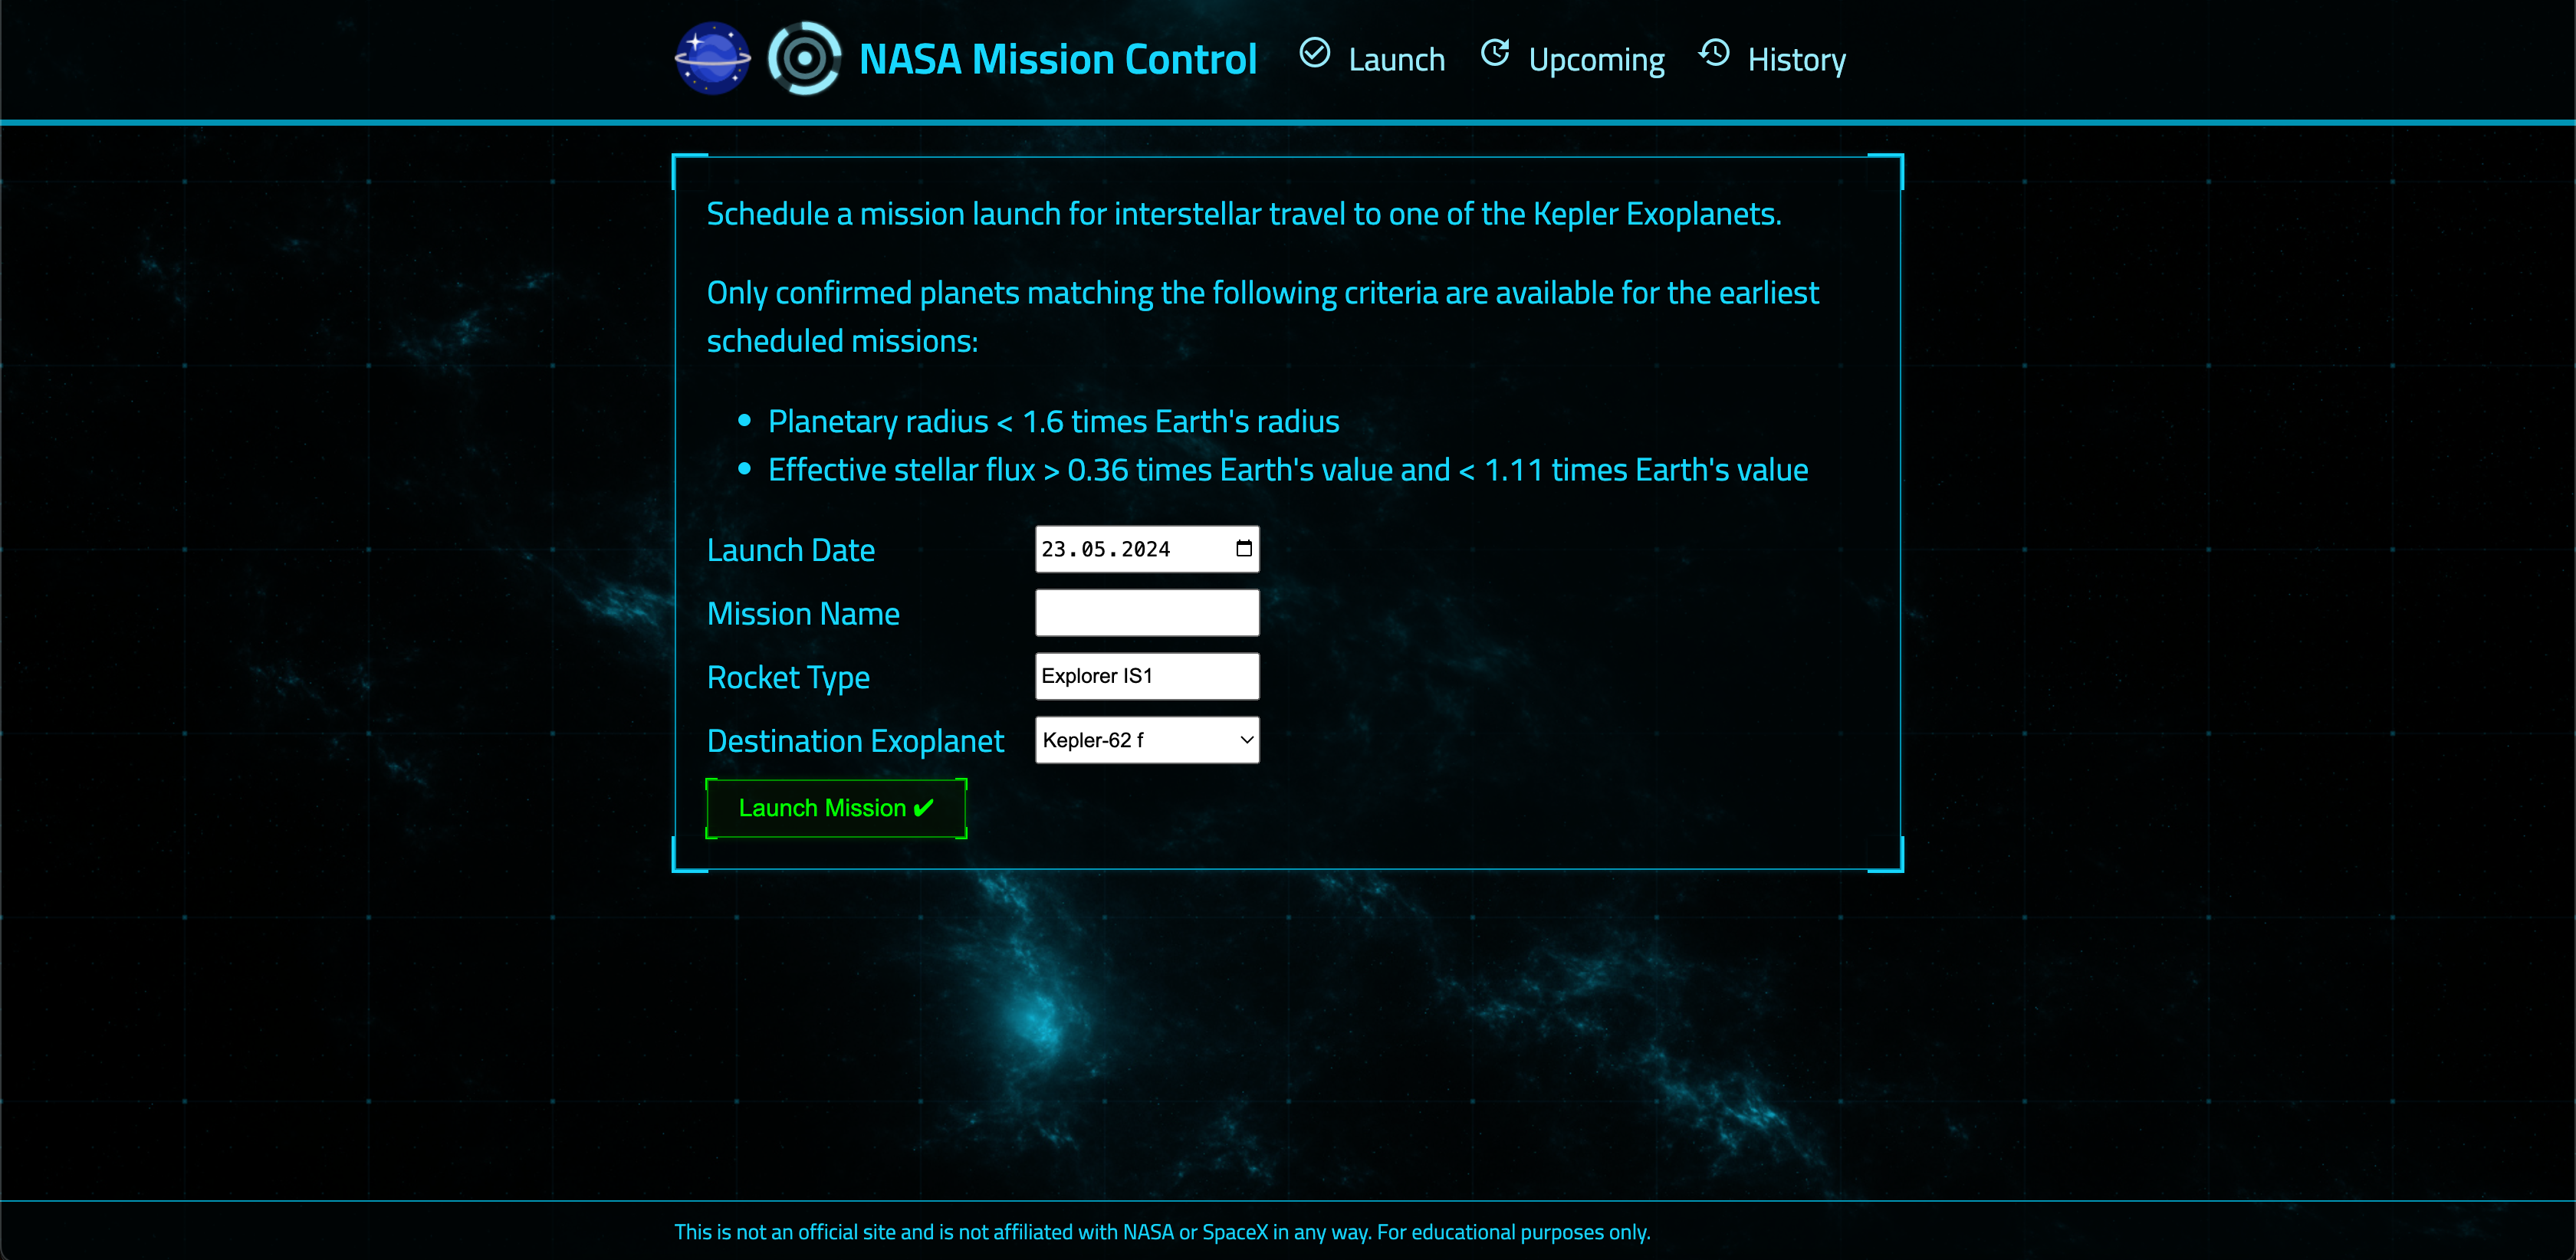 NASA Mission Control
Launch
Upcoming
History
Schedule a mission launch for interstellar travel to one of the Kepler Exoplanets.
Only confirmed planets matching the following criteria are available for the earliest
scheduled missions:
• Planetary radius < 1.6 times Earth's radius
• Effective stellar flux > 0.36 times Earth's value and < 1.11 times Earth's value
Launch Date 23.05.2024
Mission Name
Rocket Type Explorer IS1
Destination Exoplanet Kepler-62 f
Launch Mission ✔
This is not an official site and is not affiliated with NASA or SpaceX in any way. For educational purposes only.